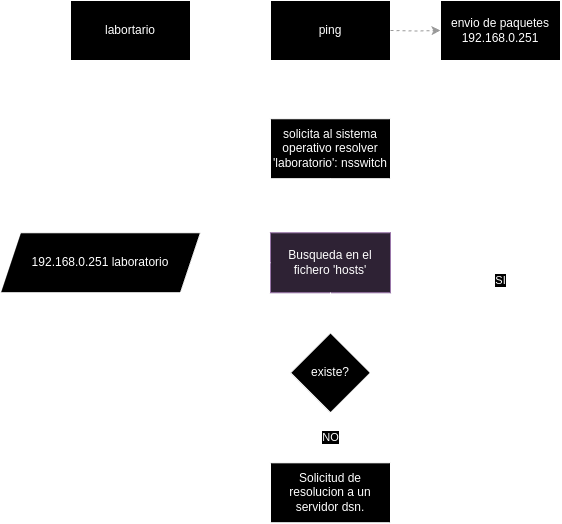 labortario
ping
envio de paquetes
192.168.0.251
solicita al sistema
operativo resolver
'laboratorio': nsswitch
192.168.0.251 laboratorio
Busqueda en el
fichero 'hosts'
SI
existe?
NO
Solicitud de
resolucion a un
servidor dsn.